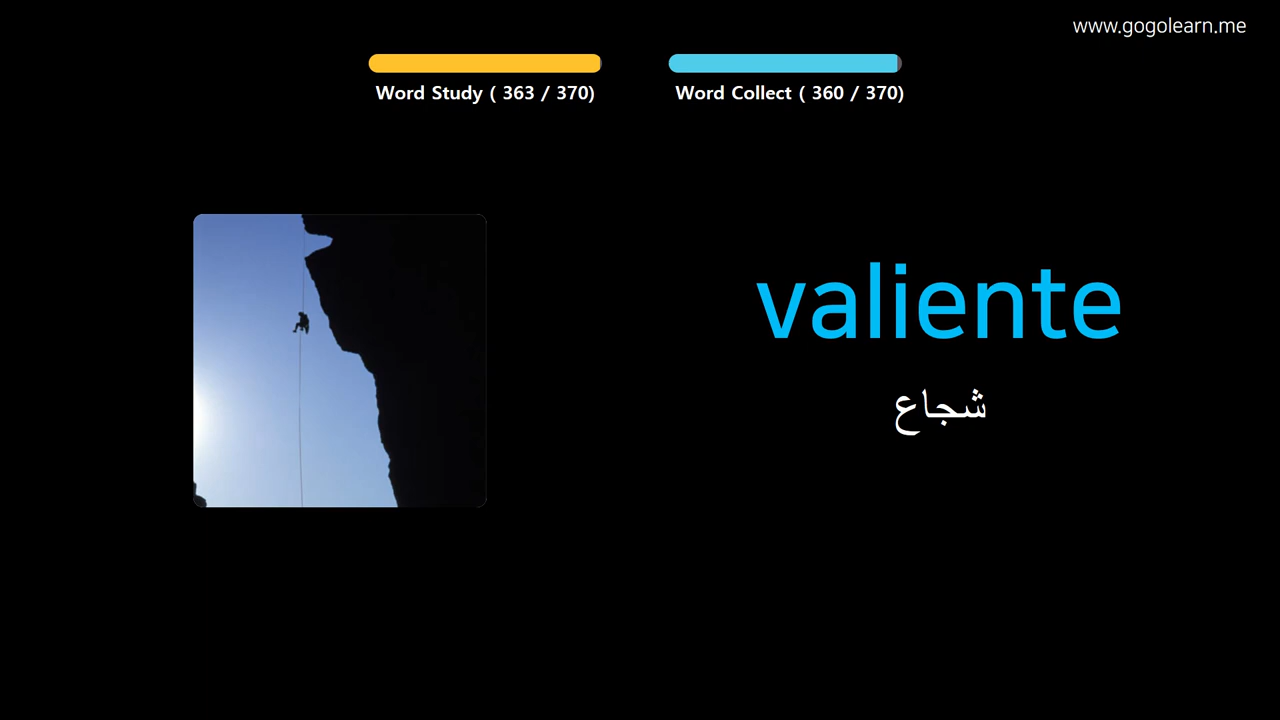 www.gogolearn.me
Word Study ( 363 / 370)
Word Collect ( 360 / 370)
valiente
شجاع